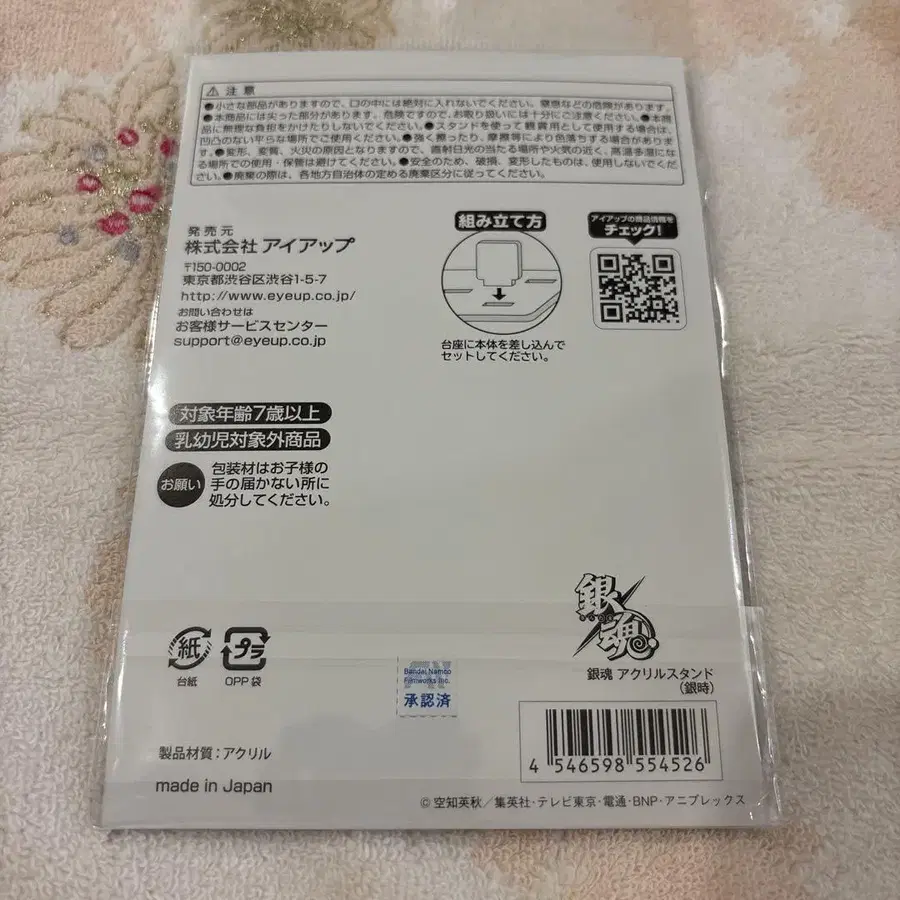 ⚠ 注 意
●小さな部品がありますので、口の中には絶対に入れないでください。窒息などの危険があります。
●本商品には尖った部分があります。危険ですので、お取り扱いには十分にご注意ください。●本商
品に無理な負担をかけたりしないでください。●スタンドを使って観賞用として使用する場合は、
凹凸のない平らな場所でご使用ください。●強く擦ったり、摩擦等により色落ちする場合があり
ます。●変形、変質、火災の原因となりますので、直射日光の当たる場所や火気の近く、高温多湿にな
る場所での使用・保管は避けてください。●安全のため、破損、変形したものは、使用しないでくだ
さい。●廃棄の際は、各地方自治体の定める廃棄区分に従ってください。
発売元
株式会社 アイアップ
〒150-0002
東京都渋谷区渋谷1-5-7
http://www.eyeup.co.jp/
お問い合わせは
お客様サービスセンター
support@eyeup.co.jp
組み立て方
台座に本体を差し込んで
セットしてください。
アイアップの商品情報を
チェック!
対象年齢7歳以上
乳幼児対象外商品
お願い
包装材はお子様の
手の届かない所に
処分してください。
紙
台紙
プラ
OPP袋
Bandai Namco
Filmworks Inc.
承認済
銀魂
銀魂 アクリルスタンド
(銀時)
4 546598 554526
製品材質:アクリル
made in Japan
© 空知英秋/集英社・テレビ東京・電通・BNP・アニプレックス